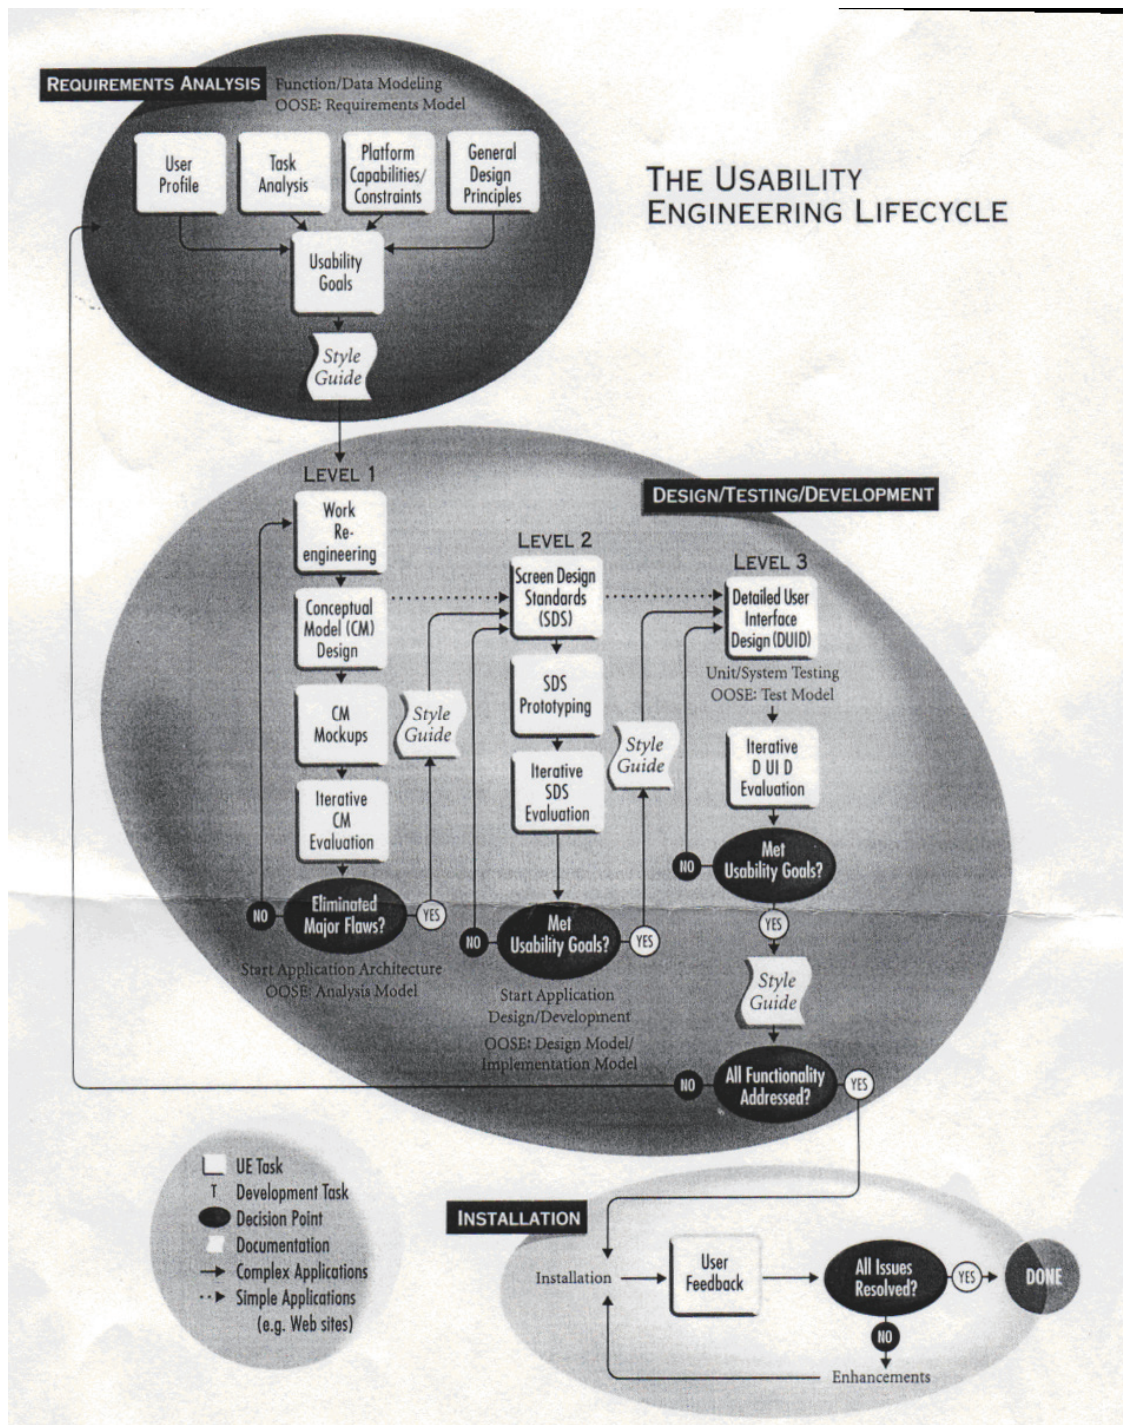 REQUIREMENTS ANALYSIS
Function/Data Modeling
OOSE: Requirements Model
User
Profile
Task
Analysis
Platform
Capabilities/
Constraints
General
Design
Principles
THE USABILITY
ENGINEERING LIFECYCLE
Usability
Goals
Style
Guide
LEVEL 1
Work
Re-
engineering
Conceptual
Model (CM)
Design
CM
Mockups
Iterative
CM
Evaluation
Eliminated
Major Flaws?
NO
YES
Start Application Architecture
OOSE: Analysis Model
Style
Guide
DESIGN/TESTING/DEVELOPMENT
LEVEL 2
Screen Design
Standards
(SDS)
SDS
Prototyping
Iterative
SDS
Evaluation
Met
Usability Goals?
NO
YES
Start Application
Design/Development
OOSE: Design Model/
Implementation Model
Style
Guide
LEVEL 3
Detailed User
Interface
Design (DUID)
Unit/System Testing
OOSE: Test Model
Iterative
D UI D
Evaluation
Met
Usability Goals?
NO
YES
Style
Guide
All Functionality
Addressed?
NO
YES
UE Task
T Development Task
Decision Point
Documentation
Complex Applications
Simple Applications
(e.g. Web sites)
INSTALLATION
Installation
User
Feedback
All Issues
Resolved?
YES
DONE
NO
Enhancements